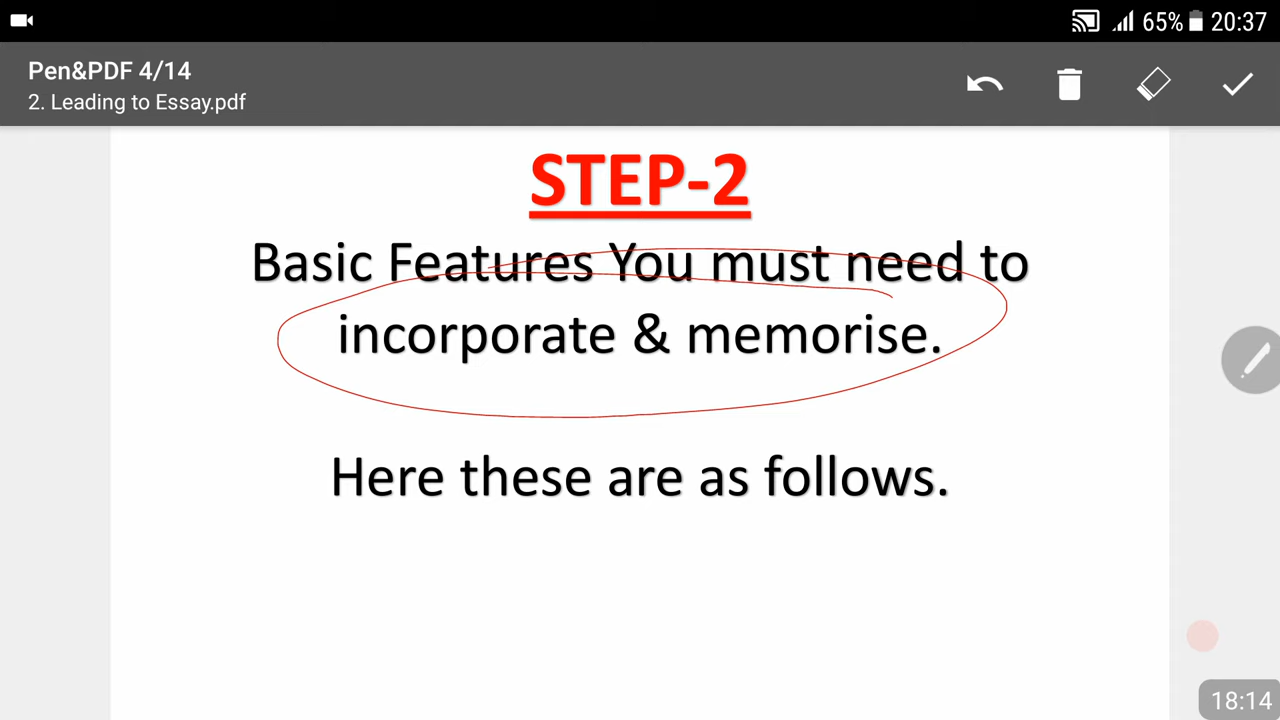 65% 20:37
Pen&PDF 4/14
2. Leading to Essay.pdf
STEP-2
Basic Features You must need to
incorporate & memorise.
Here these are as follows.
18:14